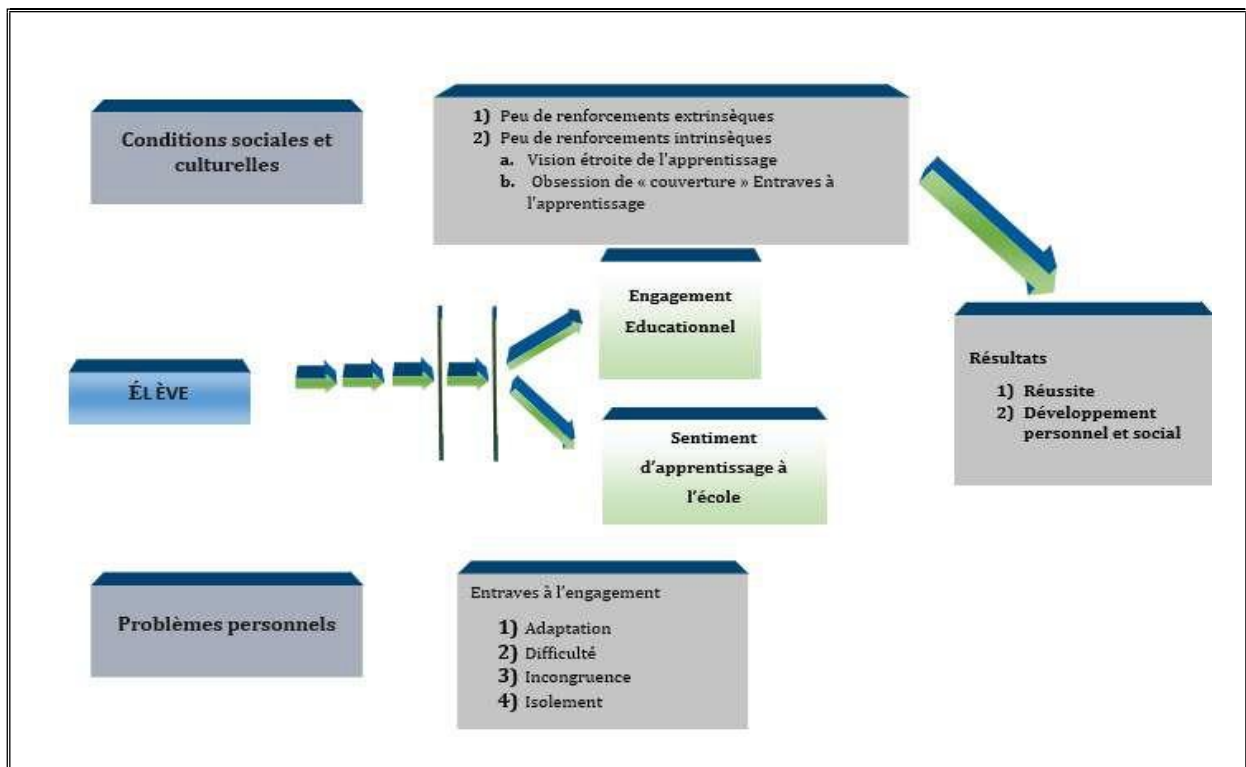 Conditions sociales et
culturelles
1) Peu de renforcements extrinsèques
2) Peu de renforcements intrinsèques
a. Vision étroite de l'apprentissage
b. Obsession de « couverture » Entraves à
l'apprentissage
Engagement
Educationnel
ÉLÈVE
Résultats
1) Réussite
2) Développement
personnel et social
Sentiment
d'apprentissage à
l'école
Problèmes personnels
Entraves à l'engagement
1) Adaptation
2) Difficulté
3) Incongruence
4) Isolement